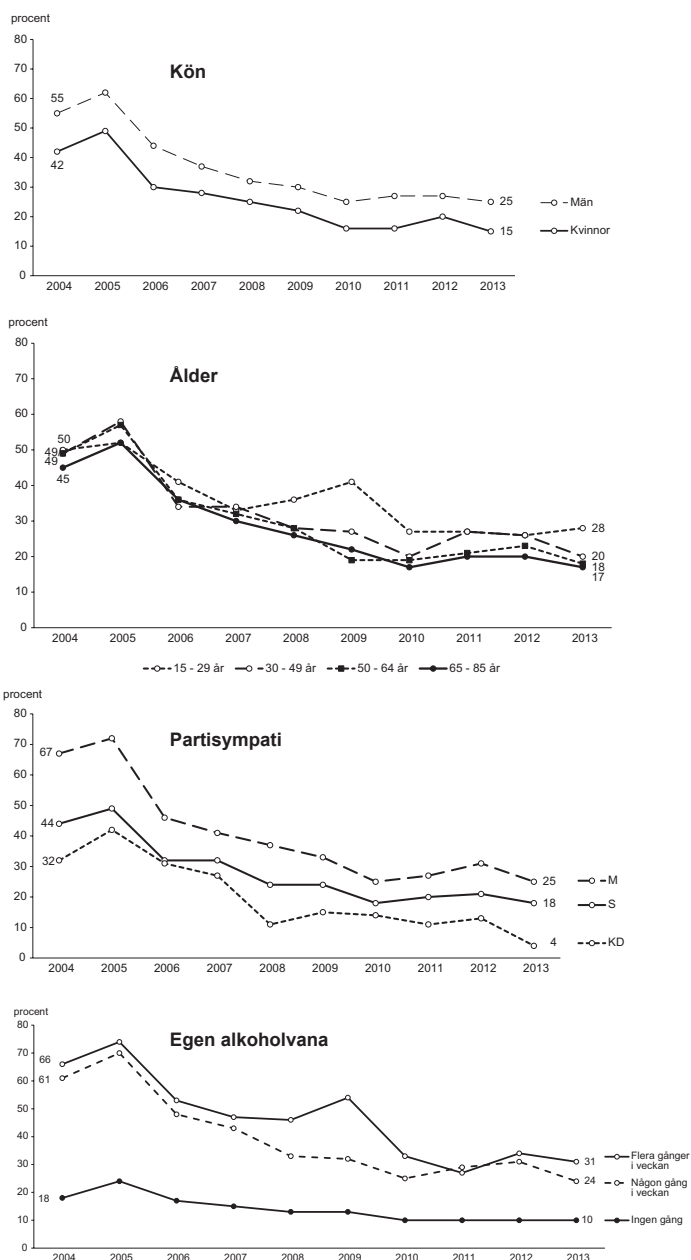 procent
80
Kön
70
60
55
50
40
42
30
25
20
15
10
0
2004 2005 2006 2007 2008 2009 2010 2011 2012 2013
Män
Kvinnor
procent
80
Ålder
70
60
50
50
49
49
45
40
30
28
20
20
18
17
10
0
2004 2005 2006 2007 2008 2009 2010 2011 2012 2013
15 - 29 år 30 - 49 år 50 - 64 år 65 - 85 år
procent
80
Partisympati
70
67
60
50
44
40
32
30
25
20
18
10
4
0
2004 2005 2006 2007 2008 2009 2010 2011 2012 2013
M
S
KD
procent
80
Egen alkoholvana
70
66
61
60
50
40
30
31
24
20
18
10
10
0
2004 2005 2006 2007 2008 2009 2010 2011 2012 2013
Flera gånger
i veckan
Någon gång
i veckan
Ingen gång